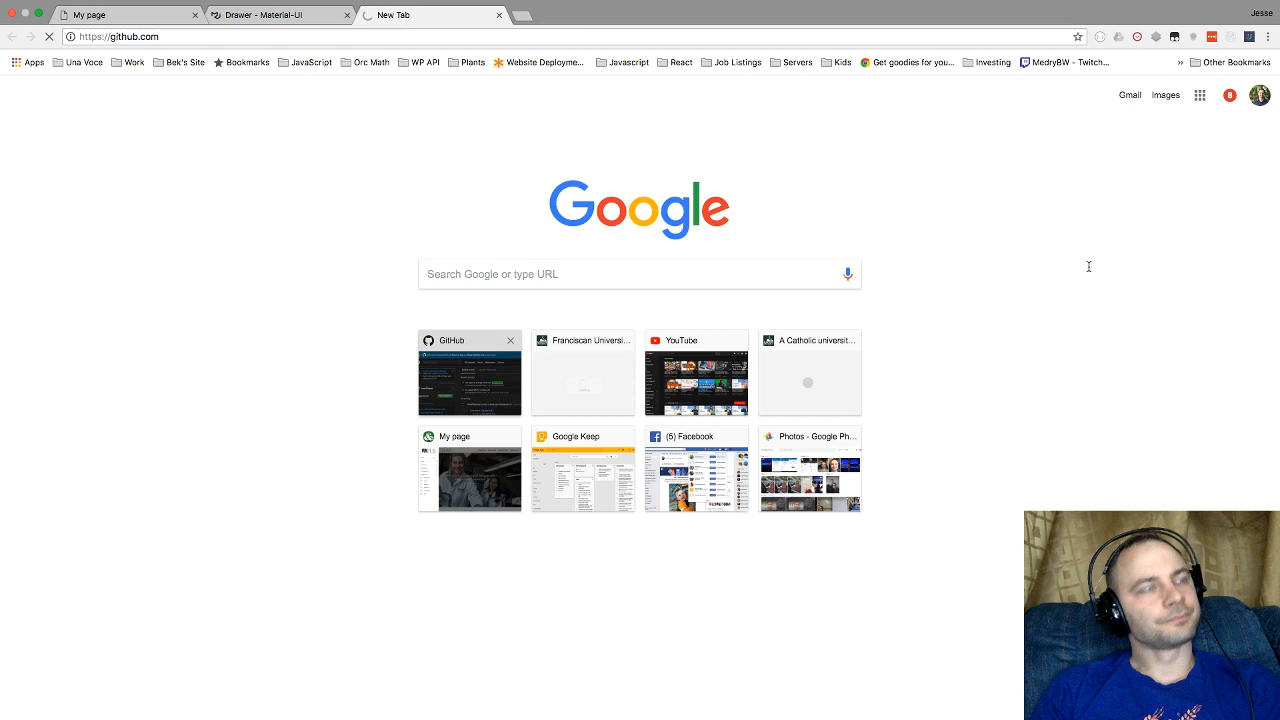 My page
Drawer - Material-UI
New Tab
Jesse
https://github.com
Apps
Una Voce
Work
Bek's Site
Bookmarks
JavaScript
Orc Math
WP API
Plants
Website Deployme...
Javascript
React
Job Listings
Servers
Kids
Get goodies for you...
Investing
MedryBW - Twitch...
»
Other Bookmarks
Gmail
Images
8
Google
Search Google or type URL
GitHub
Franciscan Universi...
YouTube
A Catholic universit...
My page
Google Keep
(5) Facebook
Photos - Google Ph...